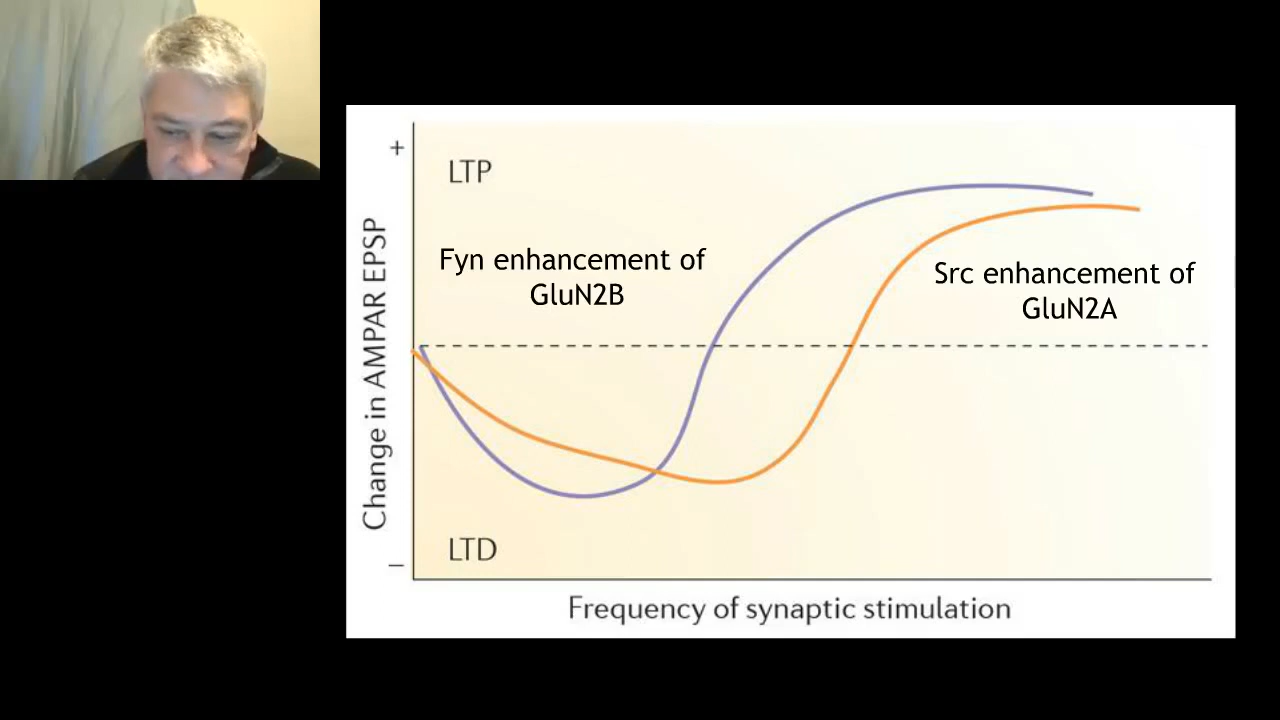 +
LTP
Fyn enhancement of
GluN2B
Src enhancement of
GluN2A
Change in AMPAR EPSP
LTD
–
Frequency of synaptic stimulation